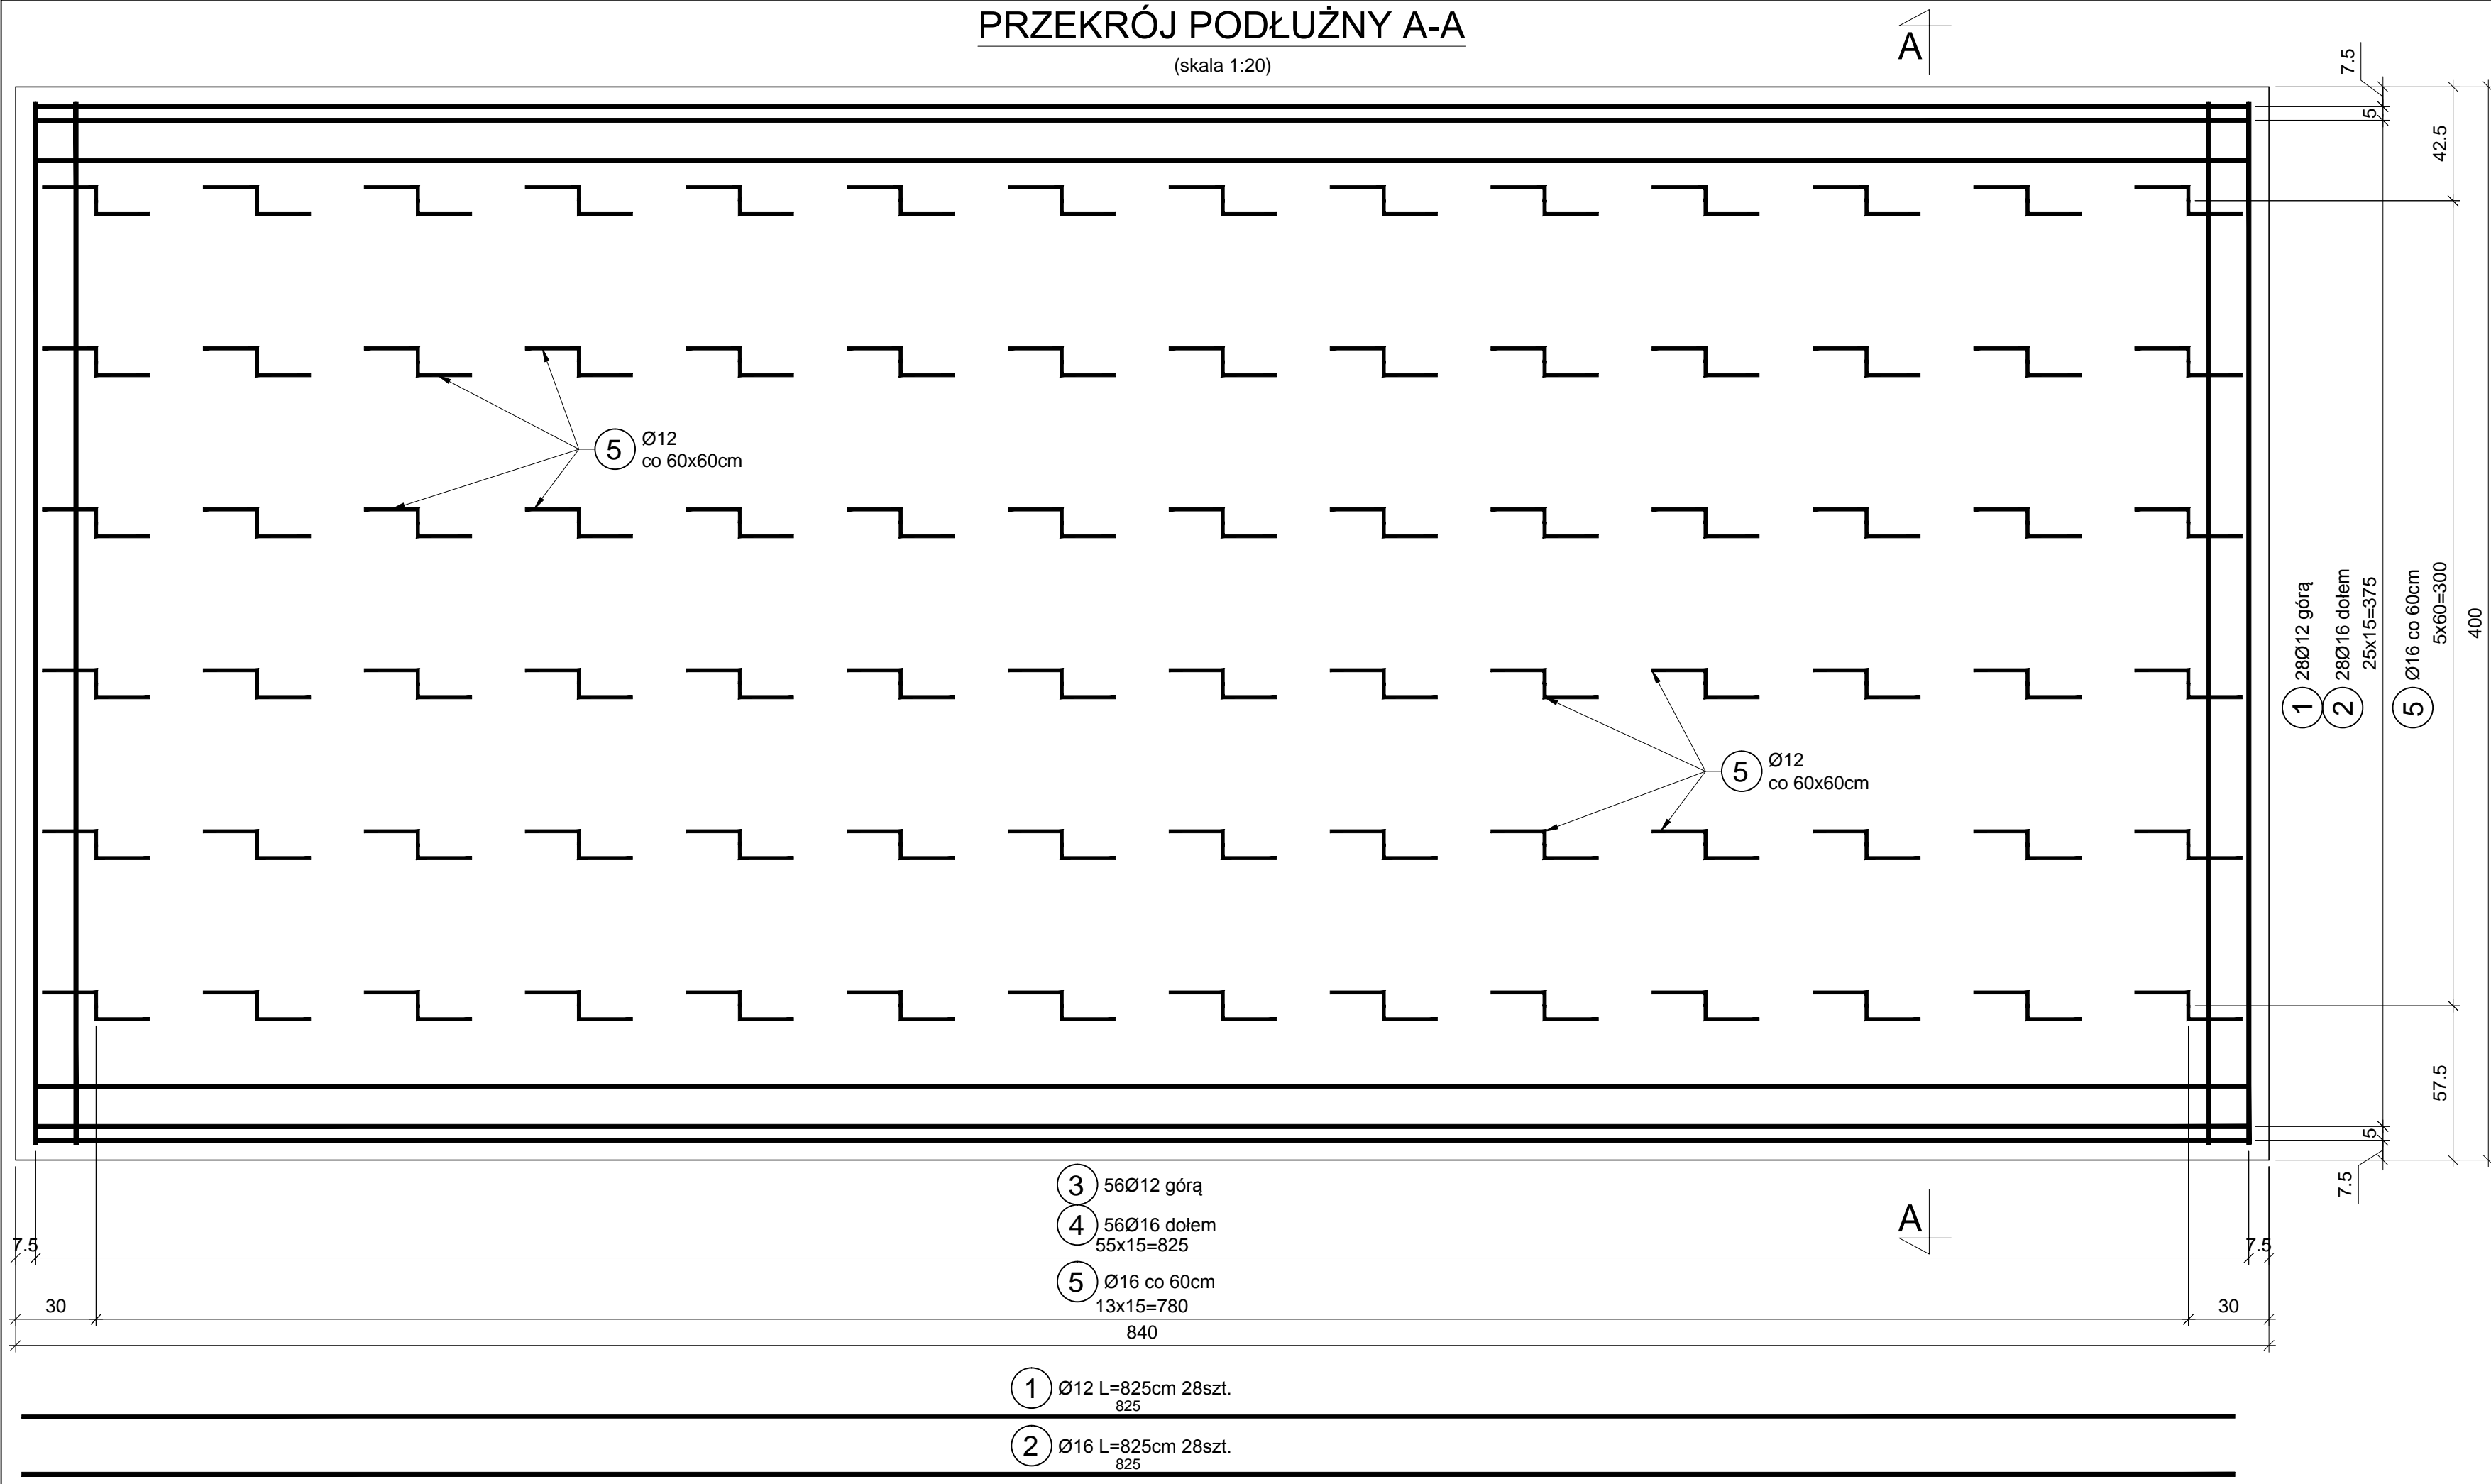 PRZEKRÓJ PODŁUŻNY A-A
(skala 1:20)
A
7.5
5
42.5
5 Ø12
co 60x60cm
1 28Ø12 górą
2 28Ø16 dołem
25x15=375
5 Ø16 co 60cm
5x60=300
400
5 Ø12
co 60x60cm
57.5
5
7.5
3 56Ø12 górą
4 56Ø16 dołem
55x15=825
A
7.5
7.5
5 Ø16 co 60cm
13x15=780
30
30
840
1 Ø12 L=825cm 28szt.
825
2 Ø16 L=825cm 28szt.
825